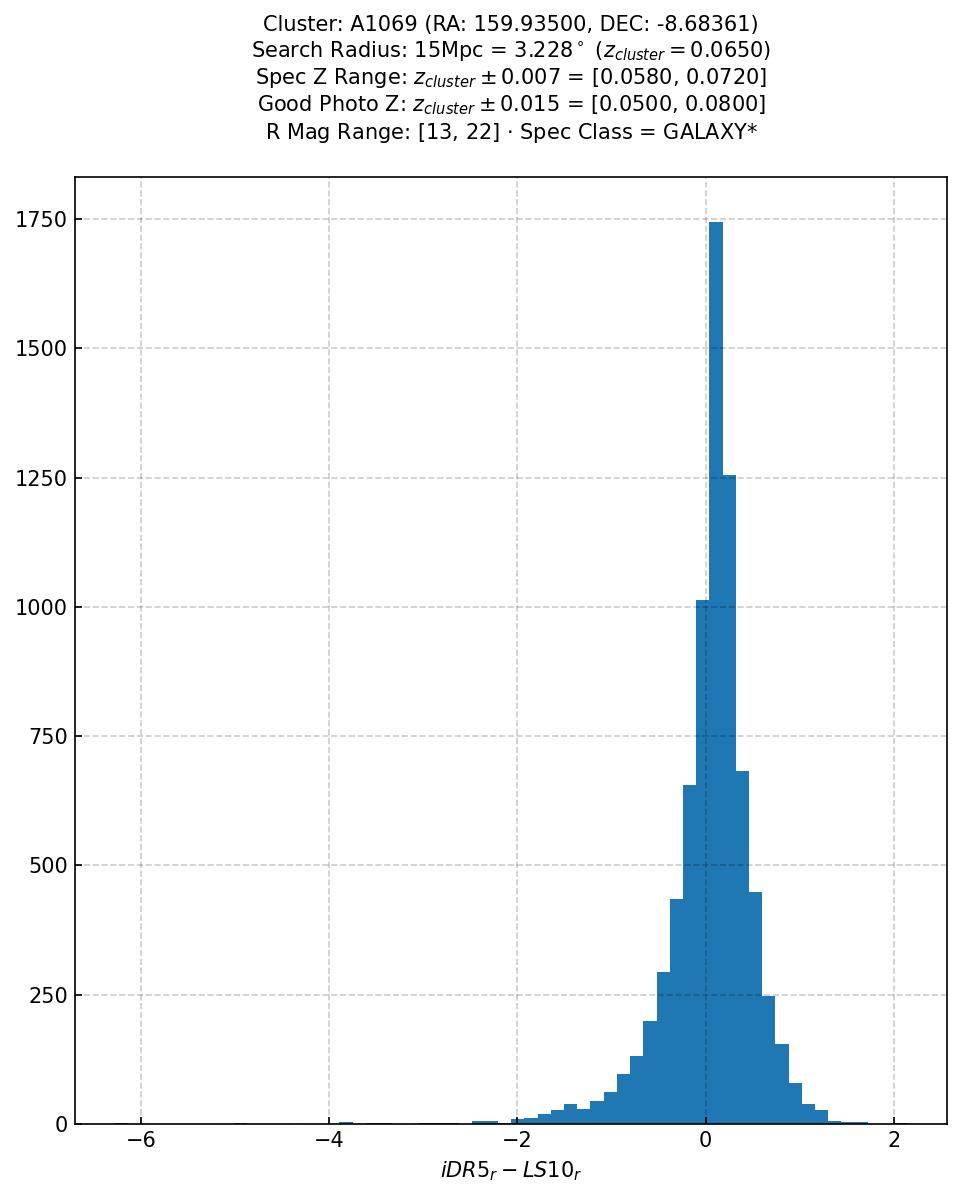 Cluster: A1069 (RA: 159.93500, DEC: -8.68361)
Search Radius: 15Mpc = 3.228° (z_cluster = 0.0650)
Spec Z Range: z_cluster ± 0.007 = [0.0580, 0.0720]
Good Photo Z: z_cluster ± 0.015 = [0.0500, 0.0800]
R Mag Range: [13, 22] · Spec Class = GALAXY*
1750
1500
1250
1000
750
500
250
0
−6 −4 −2 0 2
iDR5_r − LS10_r